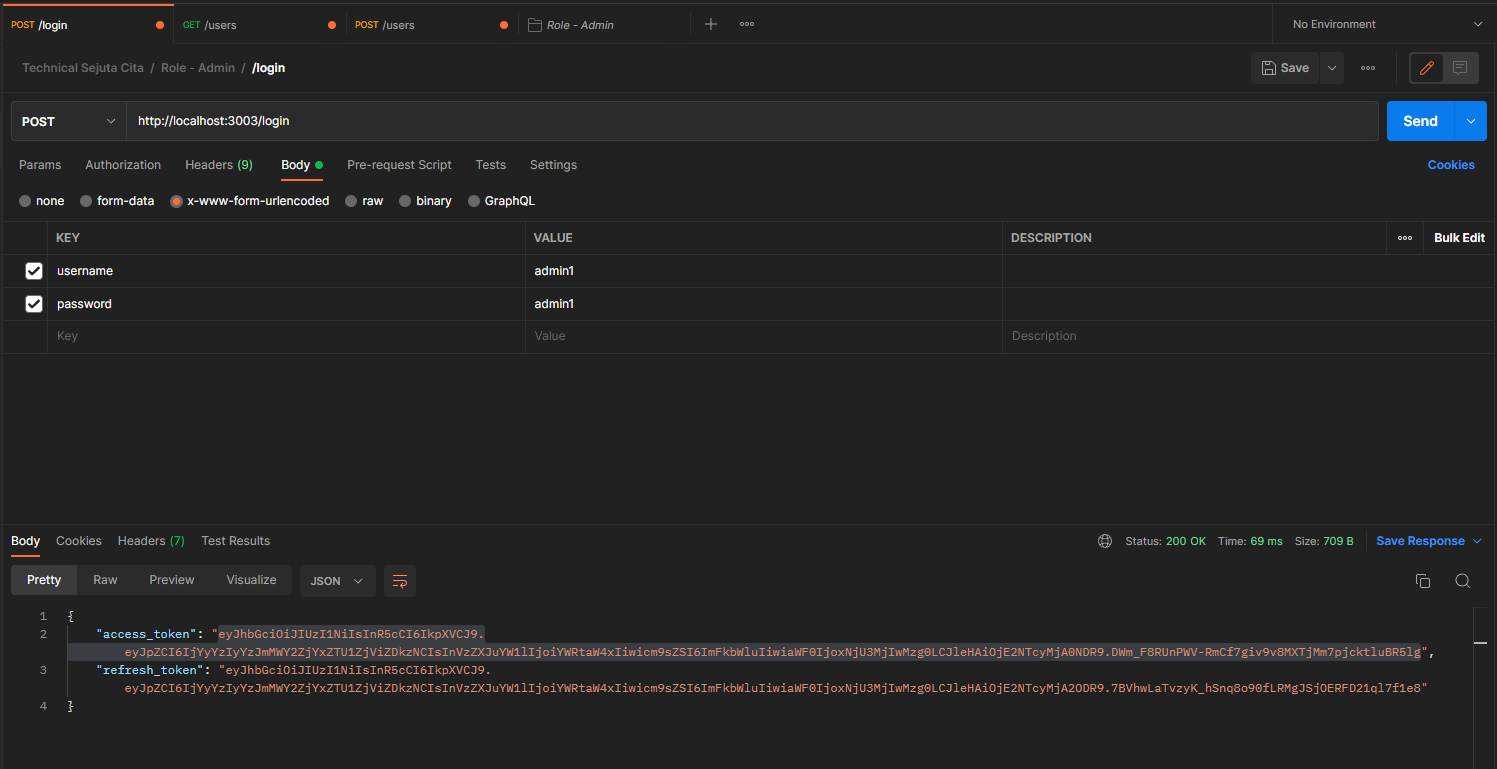 POST /login GET /users POST /users Role - Admin No Environment
Technical Sejuta Cita / Role - Admin / /login Save
POST http://localhost:3003/login Send
Params Authorization Headers (9) Body Pre-request Script Tests Settings Cookies
none form-data x-www-form-urlencoded raw binary GraphQL
KEY VALUE DESCRIPTION Bulk Edit
username admin1
password admin1
Key Value Description
Body Cookies Headers (7) Test Results Status: 200 OK Time: 69 ms Size: 709 B Save Response
Pretty Raw Preview Visualize JSON
1 {
2 "access_token": "eyJhbGciOiJIUzI1NiIsInR5cCI6IkpXVCJ9.
eyJpZCI6IjYyYzIyYzJmMWY2ZjYxZTU1ZjViZDkzNCIsInVzZXJuYW1lIjoiYWRtaW4xIiwicm9sZSI6ImFkbWluIiwiaWF0IjoxNjU3MjIwMzg0LCJleHAiOjE2NTcyMjA0NDR9.DWm_F8RUnPWV-RmCf7giv9v8MXTjMm7pjcktluBR5lg",
3 "refresh_token": "eyJhbGciOiJIUzI1NiIsInR5cCI6IkpXVCJ9.
eyJpZCI6IjYyYzIyYzJmMWY2ZjYxZTU1ZjViZDkzNCIsInVzZXJuYW1lIjoiYWRtaW4xIiwicm9sZSI6ImFkbWluIiwiaWF0IjoxNjU3MjIwMzg0LCJleHAiOjE2NTcyMjA2ODR9.7BVhwLaTvzyK_hSnq8o90fLRMgJSjOERFD21ql7f1e8"
4 }